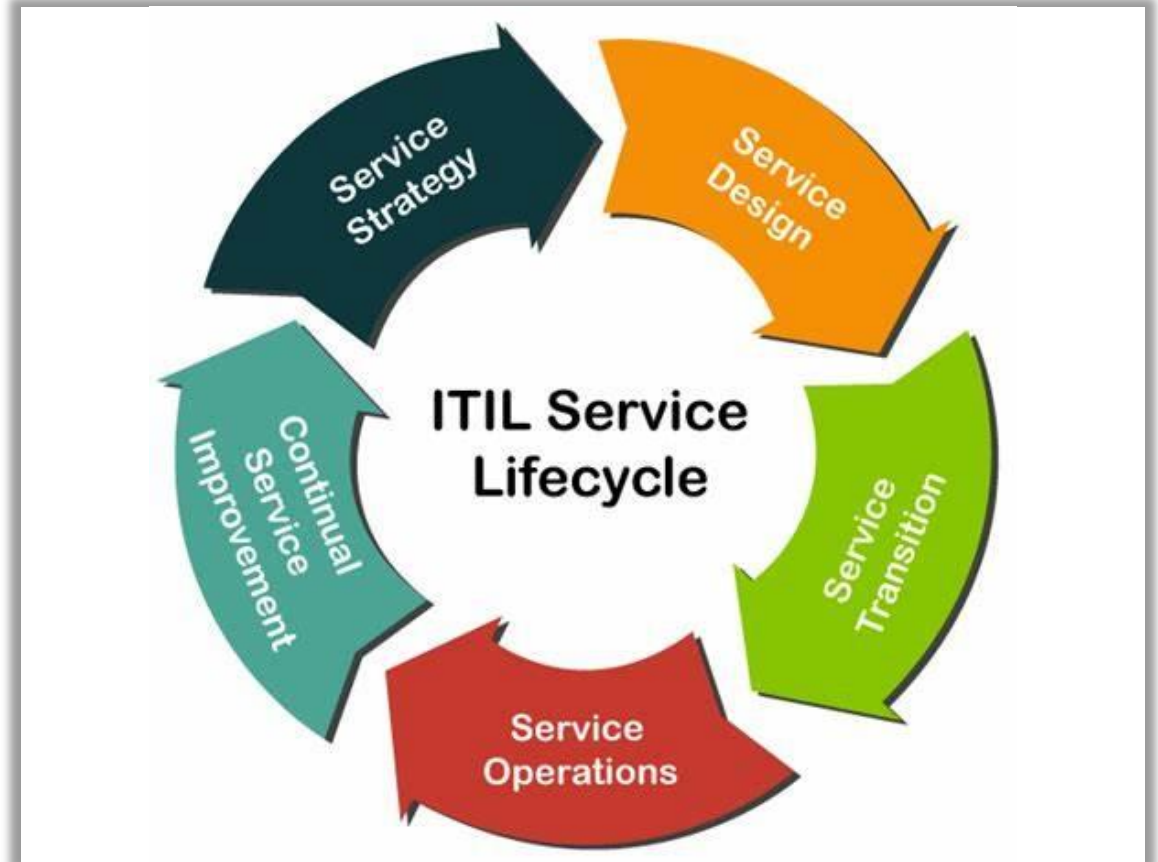 Service
Strategy
Service
Design
ITIL Service
Lifecycle
Continual
Service
Improvement
Service
Transition
Service
Operations